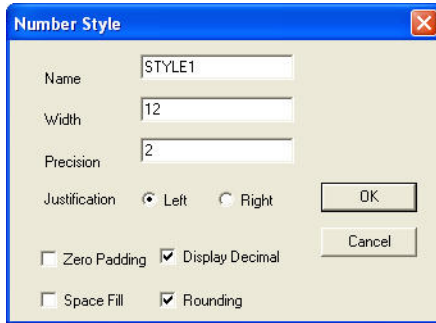 Number Style
Name STYLE1
Width 12
Precision 2
Justification Left Right OK
Cancel
Zero Padding Display Decimal
Space Fill Rounding